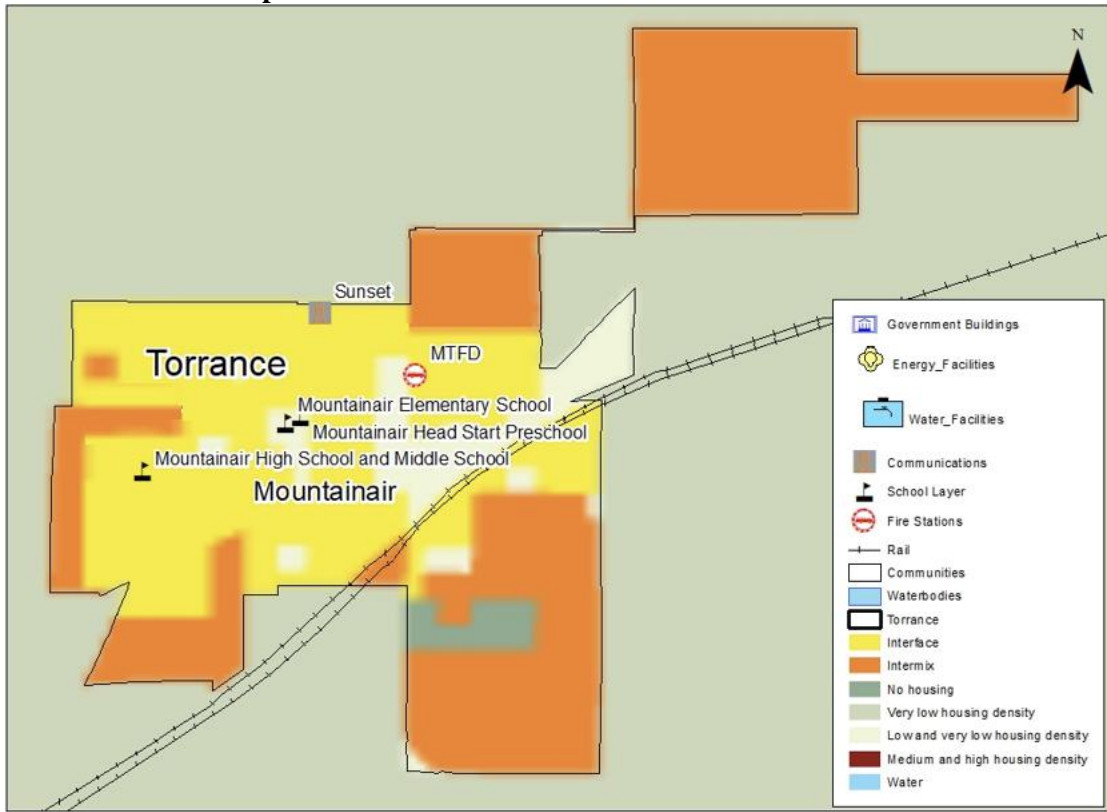 N
Sunset
Torrance
MTFD
Mountainair Elementary School
Mountainair Head Start Preschool
Mountainair High School and Middle School
Mountainair
Government Buildings
Energy_Facilities
Water_Facilities
Communications
School Layer
Fire Stations
Rail
Communities
Waterbodies
Torrance
Interface
Intermix
No housing
Very low housing density
Low and very low housing density
Medium and high housing density
Water